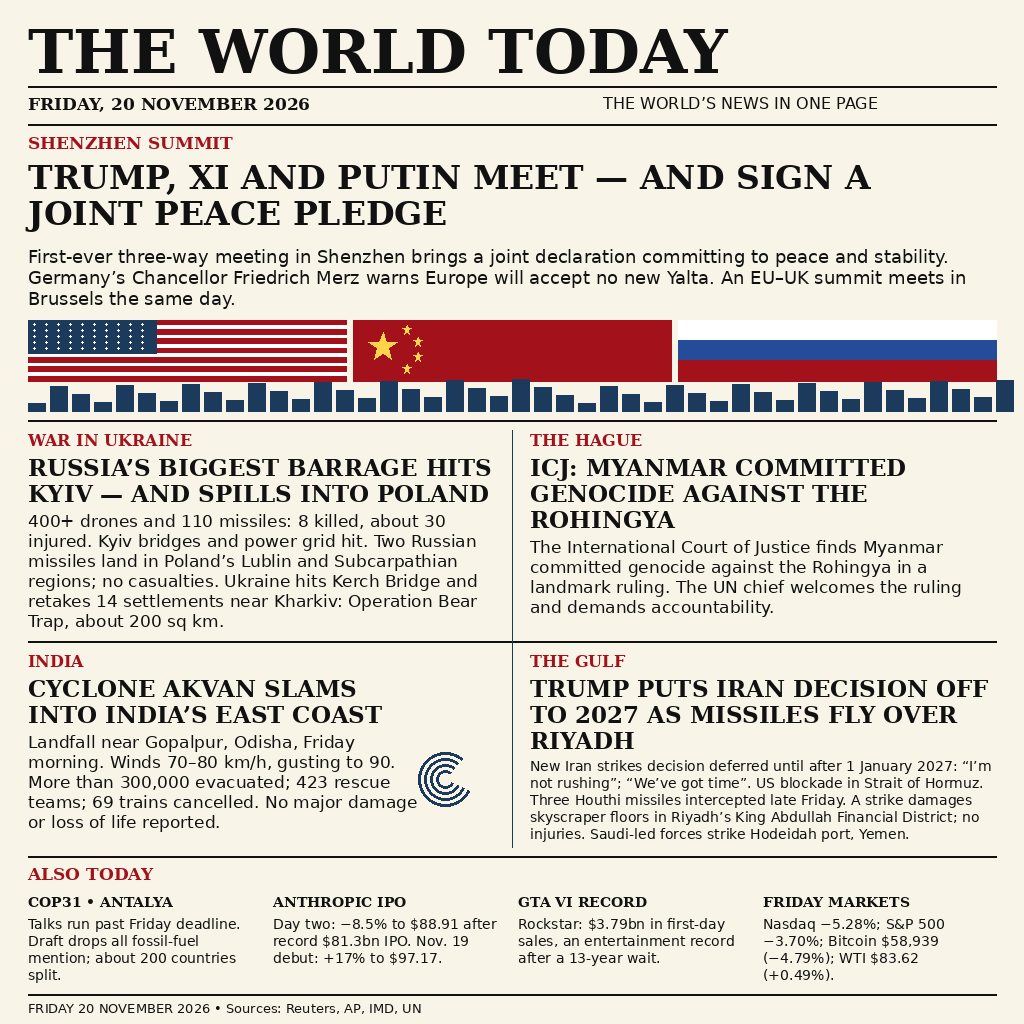 THE WORLD TODAY
FRIDAY, 20 NOVEMBER 2026
THE WORLD’S NEWS IN ONE PAGE
SHENZHEN SUMMIT
TRUMP, XI AND PUTIN MEET — AND SIGN A
JOINT PEACE PLEDGE
First-ever three-way meeting in Shenzhen brings a joint declaration committing to peace and stability.
Germany’s Chancellor Friedrich Merz warns Europe will accept no new Yalta. An EU–UK summit meets in
Brussels the same day.
WAR IN UKRAINE
RUSSIA’S BIGGEST BARRAGE HITS
KYIV — AND SPILLS INTO POLAND
400+ drones and 110 missiles: 8 killed, about 30
injured. Kyiv bridges and power grid hit. Two Russian
missiles land in Poland’s Lublin and Subcarpathian
regions; no casualties. Ukraine hits Kerch Bridge and
retakes 14 settlements near Kharkiv: Operation Bear
Trap, about 200 sq km.
THE HAGUE
ICJ: MYANMAR COMMITTED
GENOCIDE AGAINST THE
ROHINGYA
The International Court of Justice finds Myanmar
committed genocide against the Rohingya in a
landmark ruling. The UN chief welcomes the ruling
and demands accountability.
INDIA
CYCLONE AKVAN SLAMS
INTO INDIA’S EAST COAST
Landfall near Gopalpur, Odisha, Friday
morning. Winds 70–80 km/h, gusting to 90.
More than 300,000 evacuated; 423 rescue
teams; 69 trains cancelled. No major damage
or loss of life reported.
THE GULF
TRUMP PUTS IRAN DECISION OFF
TO 2027 AS MISSILES FLY OVER
RIYADH
New Iran strikes decision deferred until after 1 January 2027: “I’m
not rushing”; “We’ve got time”. US blockade in Strait of Hormuz.
Three Houthi missiles intercepted late Friday. A strike damages
skyscraper floors in Riyadh’s King Abdullah Financial District; no
injuries. Saudi-led forces strike Hodeidah port, Yemen.
ALSO TODAY
COP31 • ANTALYA
Talks run past Friday deadline.
Draft drops all fossil-fuel
mention; about 200 countries
split.
ANTHROPIC IPO
Day two: −8.5% to $88.91 after
record $81.3bn IPO. Nov. 19
debut: +17% to $97.17.
GTA VI RECORD
Rockstar: $3.79bn in first-day
sales, an entertainment record
after a 13-year wait.
FRIDAY MARKETS
Nasdaq −5.28%; S&P 500
−3.70%; Bitcoin $58,939
(−4.79%); WTI $83.62
(+0.49%).
FRIDAY 20 NOVEMBER 2026 • Sources: Reuters, AP, IMD, UN